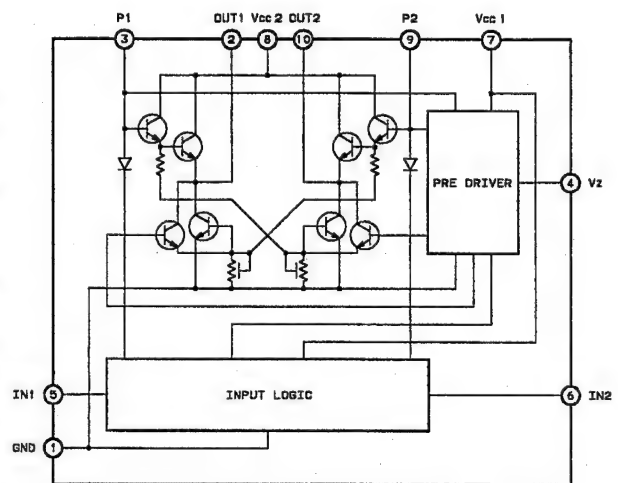 P1 OUT1 Vcc 2 OUT2 P2 Vcc 1
3 2 8 10 9 7
PRE DRIVER
4 Vz
IN1 5 INPUT LOGIC 6 IN2
GND 1